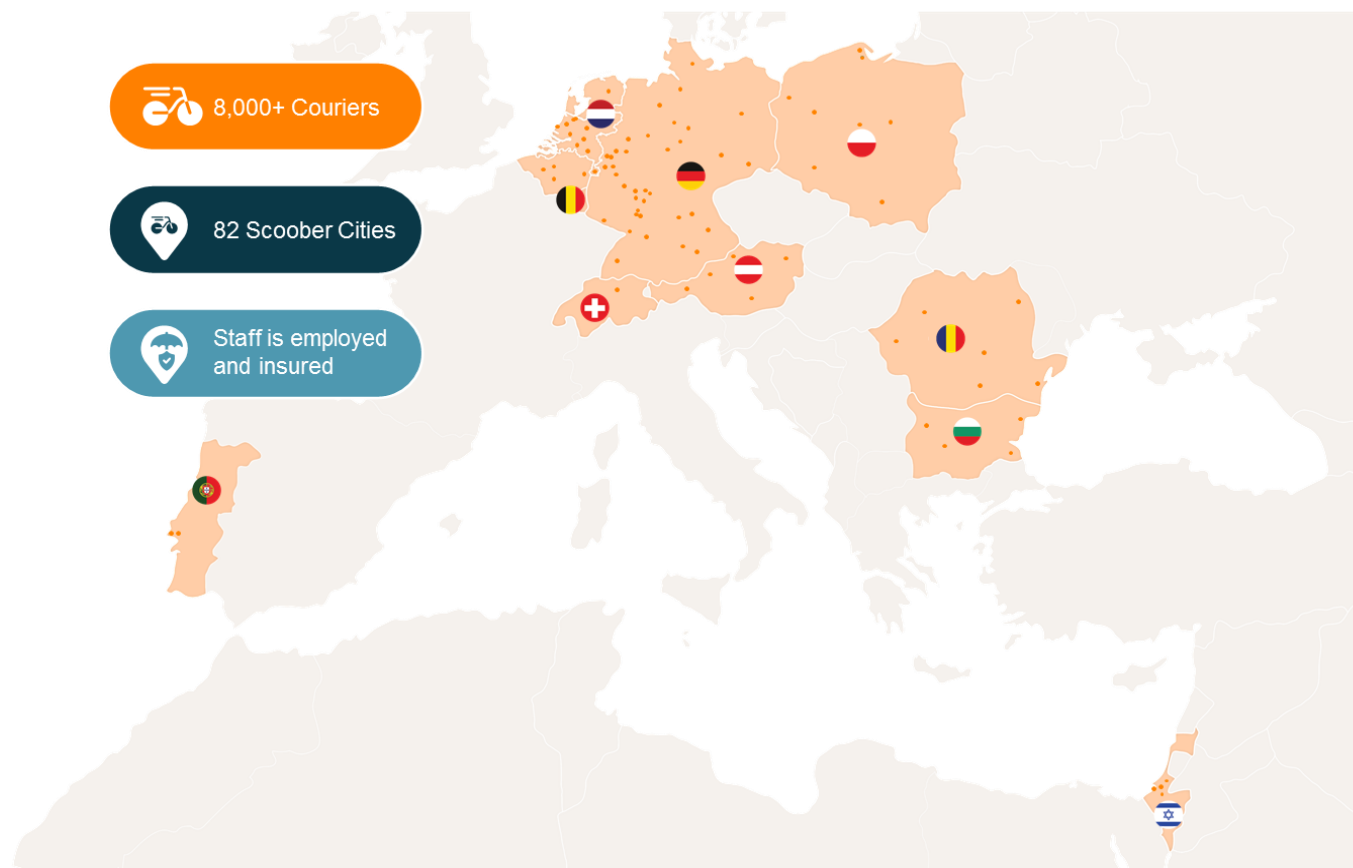 8,000+ Couriers
82 Scoober Cities
Staff is employed
and insured